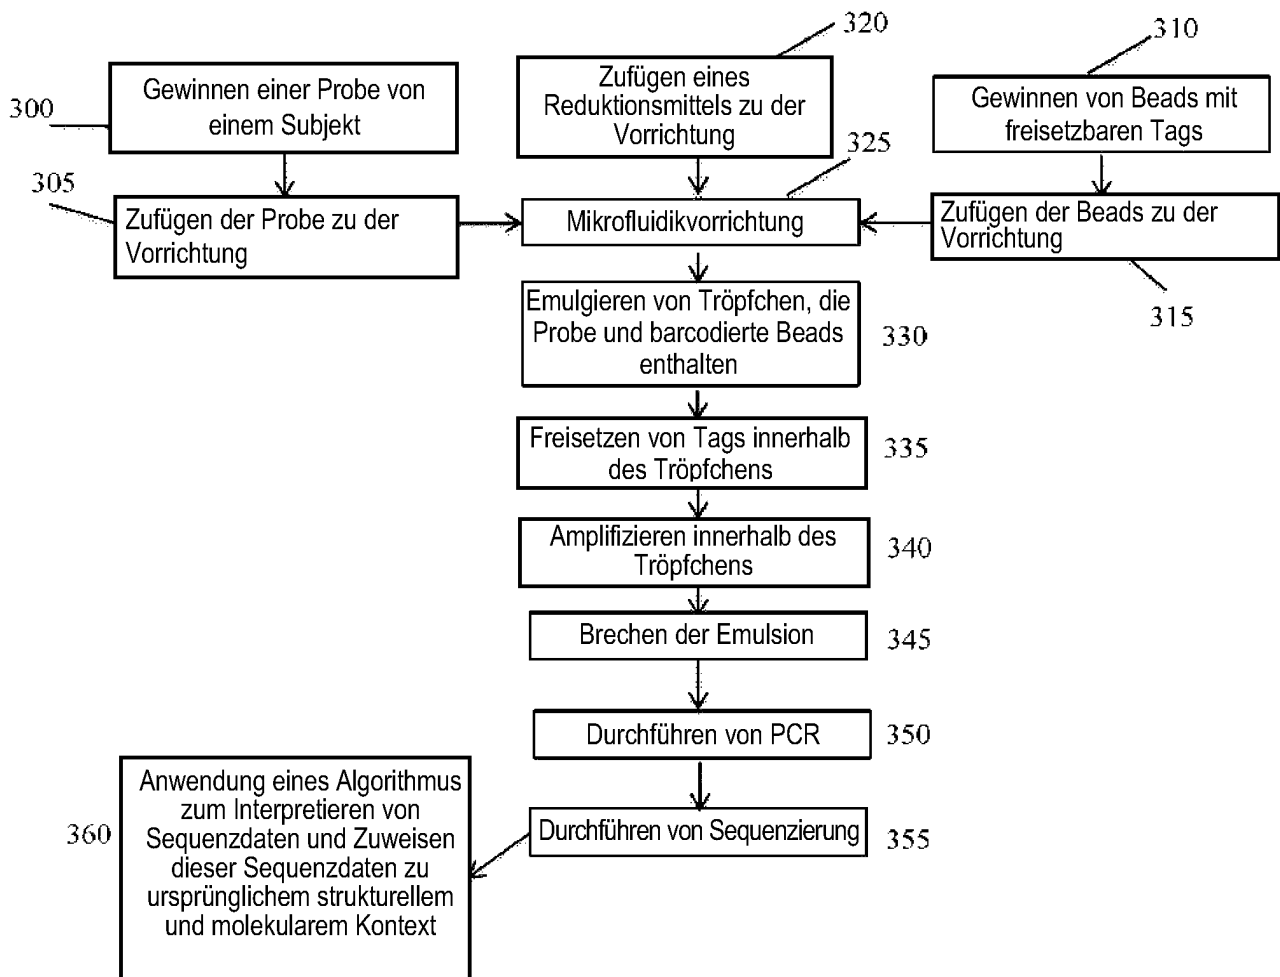 320
310
300
Gewinnen einer Probe von
einem Subjekt
Zufügen eines
Reduktionsmittels zu der
Vorrichtung
Gewinnen von Beads mit
freisetzbaren Tags
325
305
Zufügen der Probe zu der
Vorrichtung
Mikrofluidikvorrichtung
Zufügen der Beads zu der
Vorrichtung
315
Emulgieren von Tröpfchen, die
Probe und barcodierte Beads
enthalten
330
Freisetzen von Tags innerhalb
des Tröpfchens
335
Amplifizieren innerhalb des
Tröpfchens
340
Brechen der Emulsion
345
Durchführen von PCR
350
Durchführen von Sequenzierung
355
360
Anwendung eines Algorithmus
zum Interpretieren von
Sequenzdaten und Zuweisen
dieser Sequenzdaten zu
ursprünglichem strukturellem
und molekularem Kontext